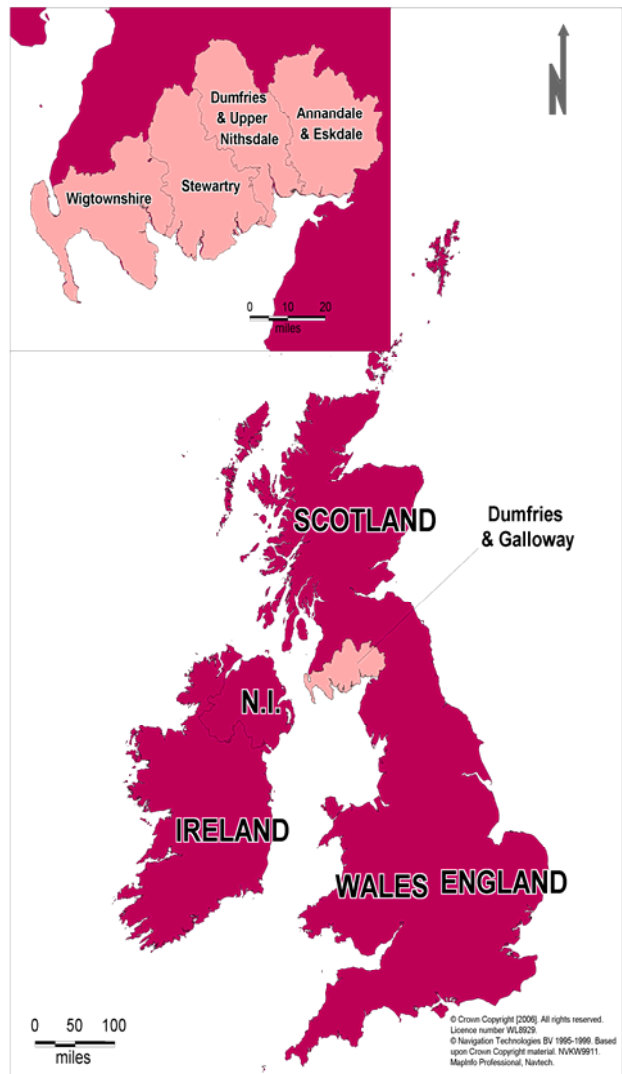 N
Dumfries
& Upper
Nithsdale
Annandale
& Eskdale
Stewartry
Wigtownshire
0 10 20
miles
SCOTLAND
Dumfries
& Galloway
N.I.
IRELAND
WALES
ENGLAND
0 50 100
miles
© Crown Copyright [2006]. All rights reserved.
Licence number WL8929.
© Navigation Technologies BV 1995-1999. Based
upon Crown Copyright material. NVKW9911.
MapInfo Professional, Navtech.